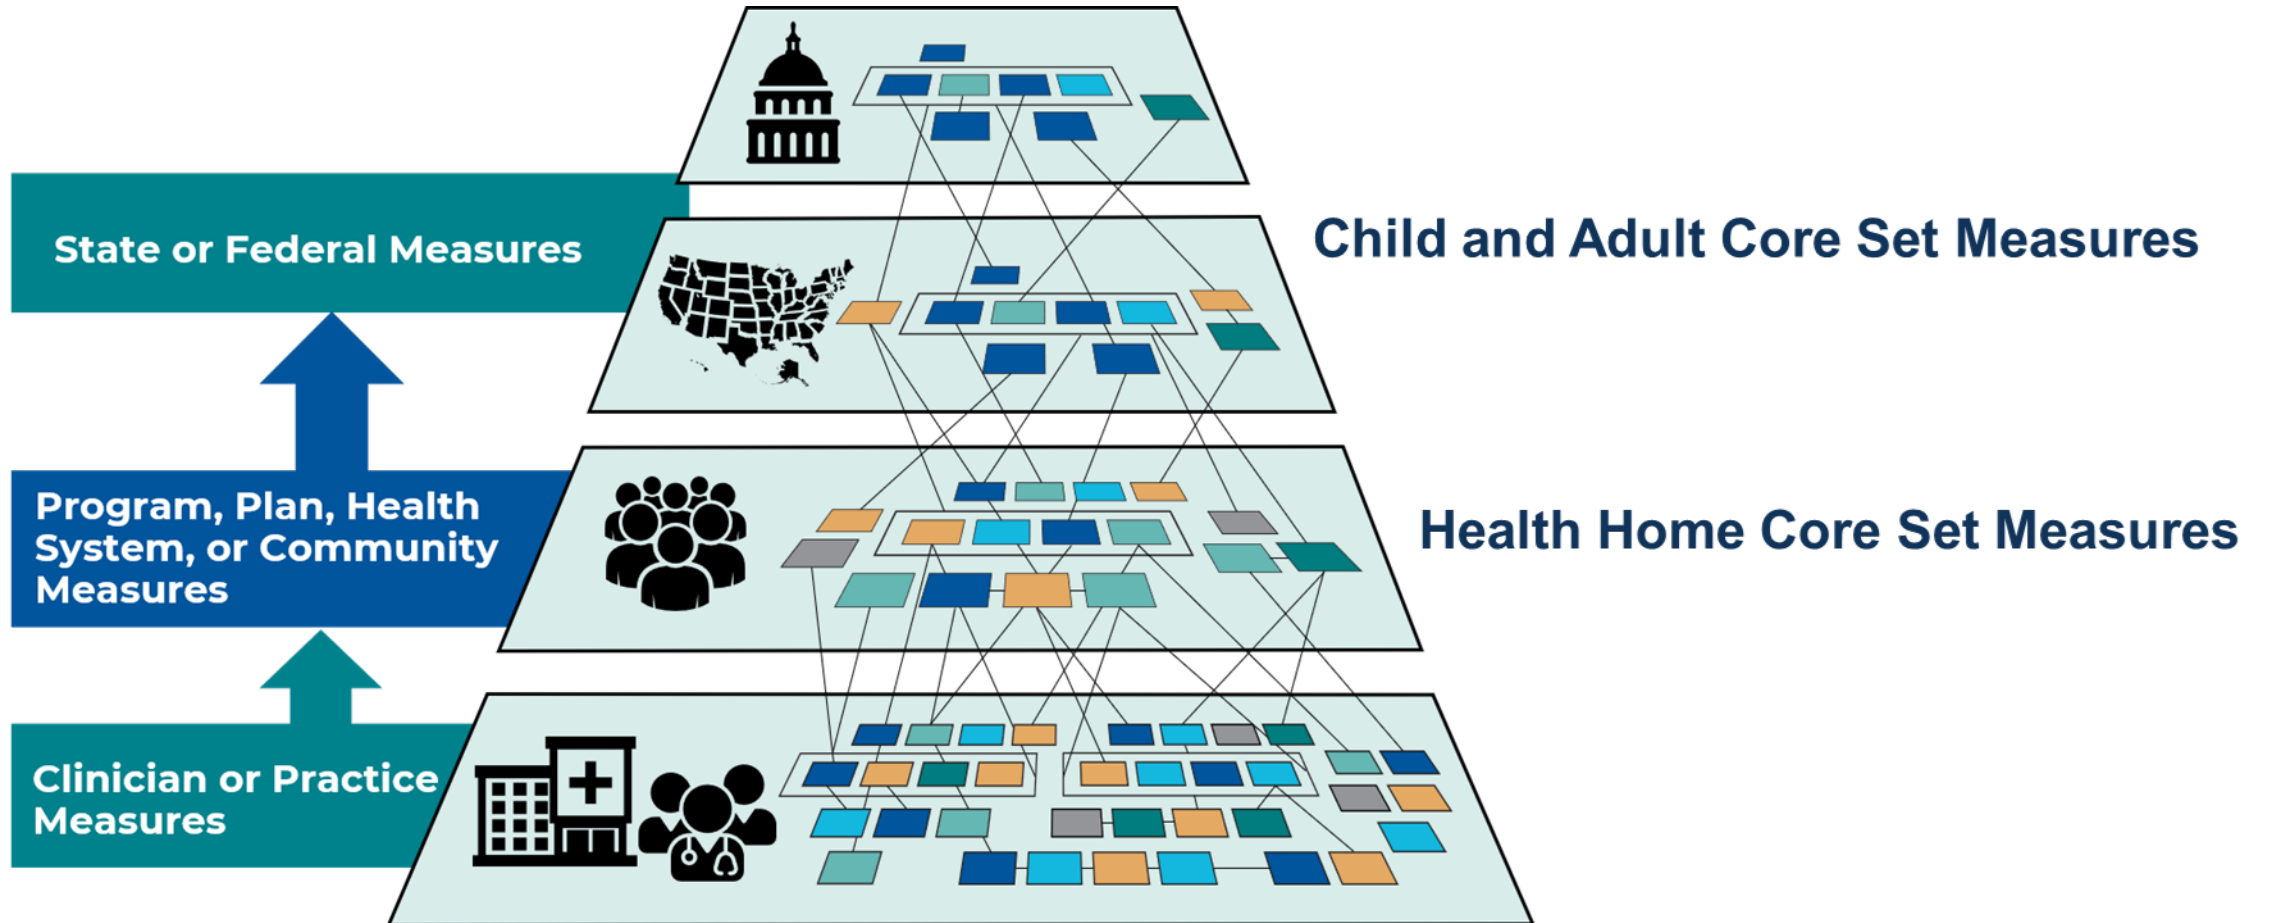 State or Federal Measures
Child and Adult Core Set Measures
Program, Plan, Health
System, or Community
Measures
Health Home Core Set Measures
Clinician or Practice
Measures